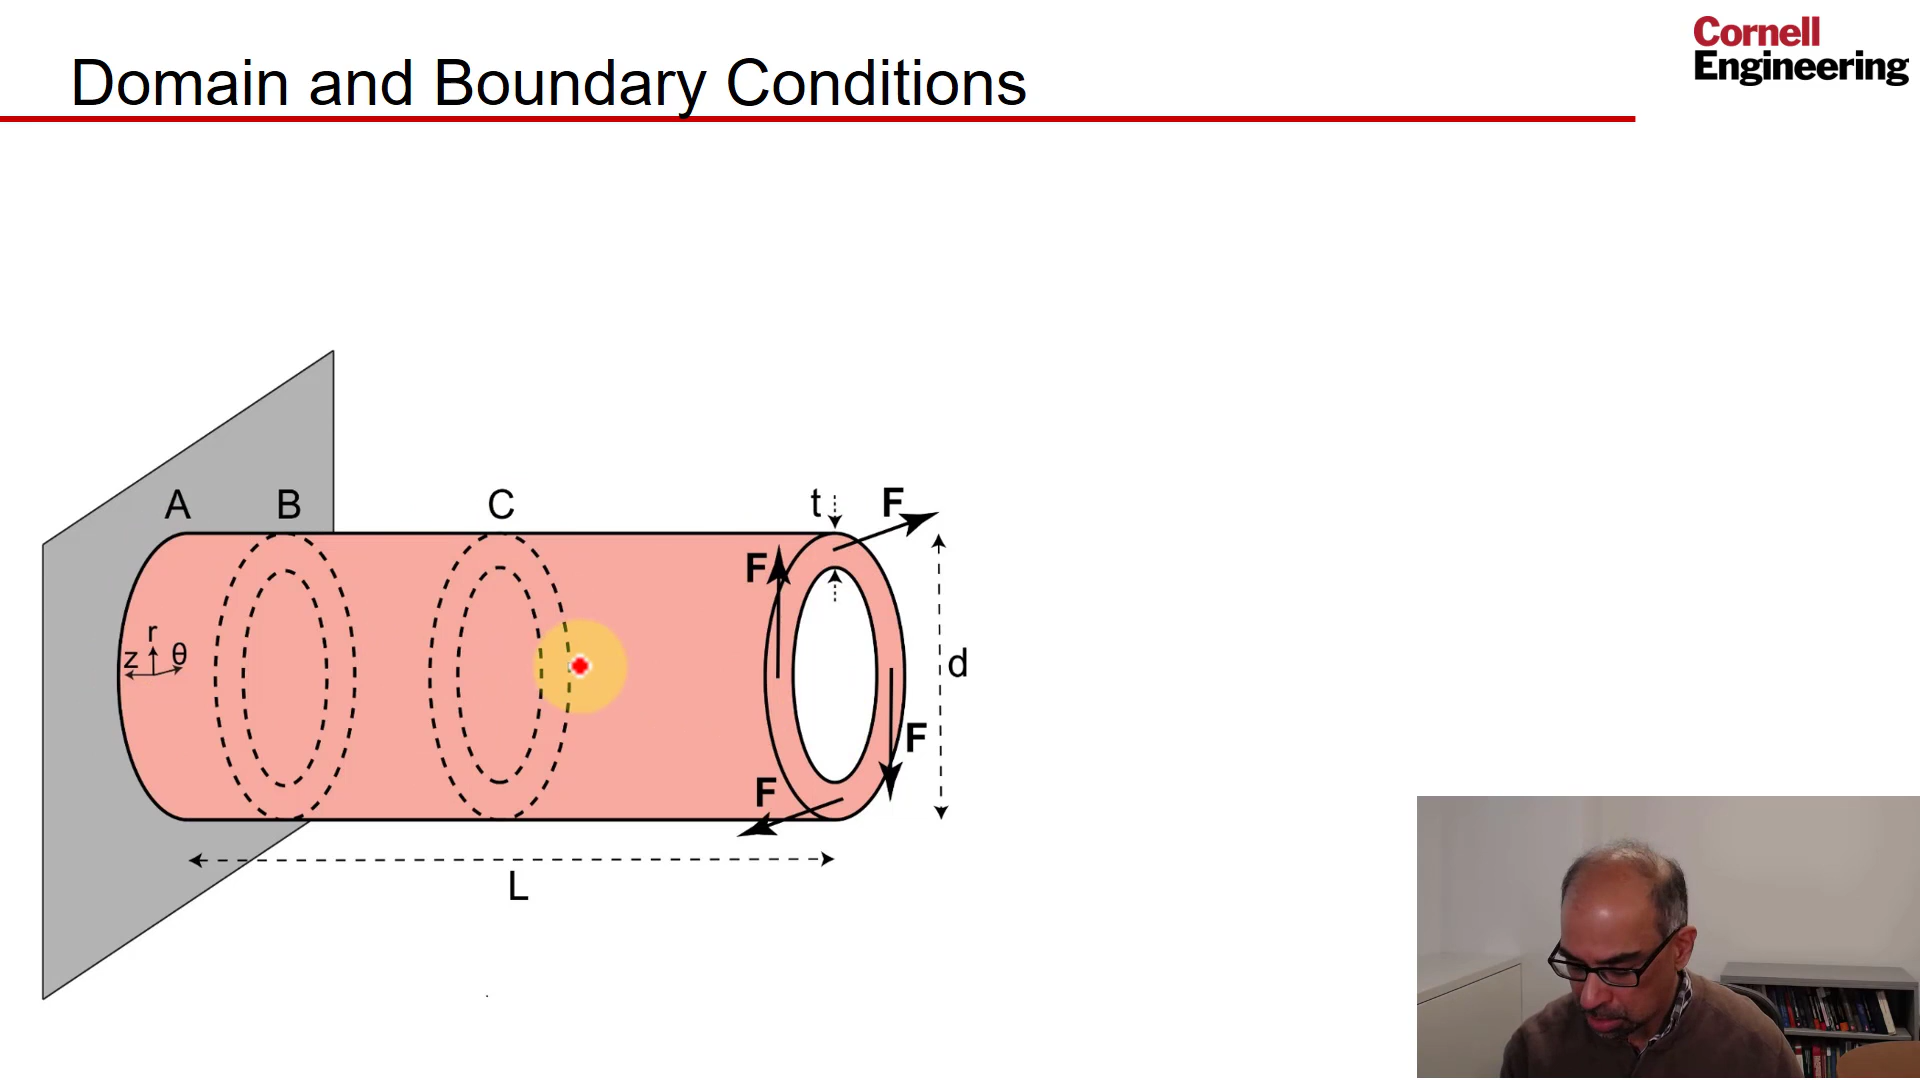 Domain and Boundary Conditions
Cornell
Engineering
A B C t F
F
r
z θ
d
F
F
L